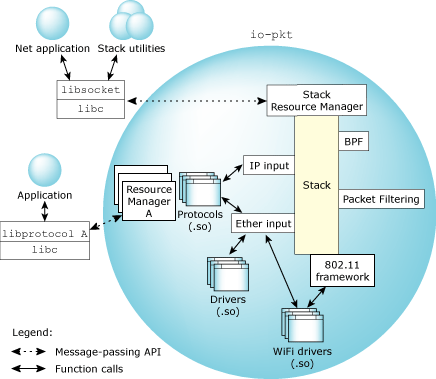 io-pkt
Net application
Stack utilities
libsocket
libc
Stack
Resource Manager
BPF
IP input
Stack
Application
Resource
Manager
A
Protocols
(.so)
Packet Filtering
Ether input
libprotocol A
libc
802.11
framework
Drivers
(.so)
WiFi drivers
(.so)
Legend:
Message-passing API
Function calls